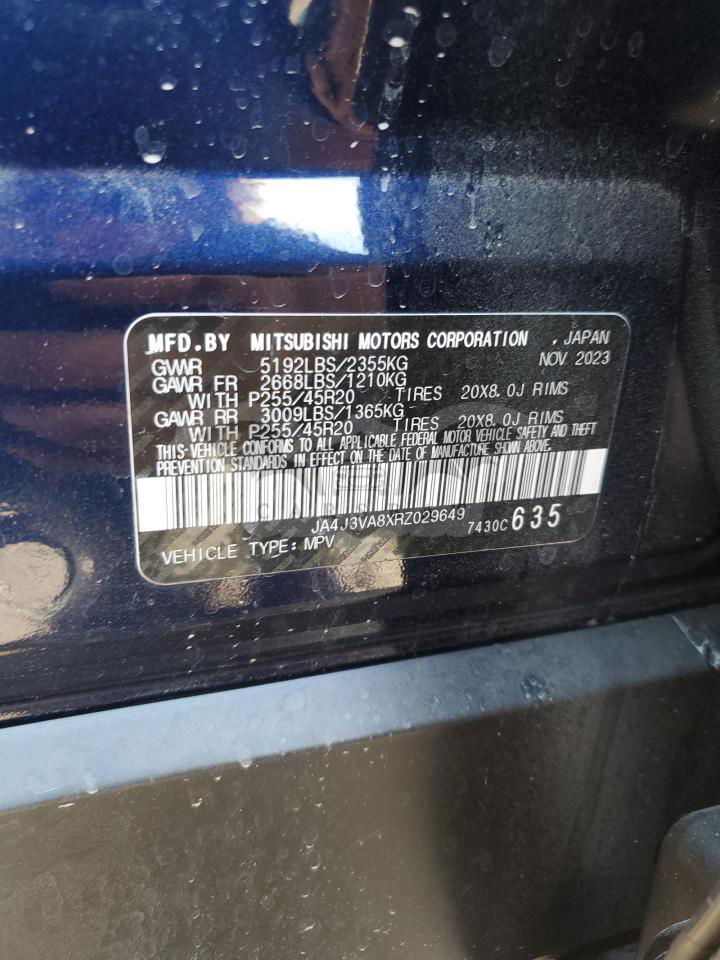 MFD.BY MITSUBISHI MOTORS CORPORATION , JAPAN
GVWR 5192LBS/2355KG NOV 2023
GAWR FR 2668LBS/1210KG
WITH P255/45R20 TIRES 20X8.0J RIMS
GAWR RR 3009LBS/1365KG
WITH P255/45R20 TIRES 20X8.0J RIMS
THIS VEHICLE CONFORMS TO ALL APPLICABLE FEDERAL MOTOR VEHICLE SAFETY AND THEFT
PREVENTION STANDARDS IN EFFECT ON THE DATE OF MANUFACTURE SHOWN ABOVE.
JA4J3VA8XRZ029649 7430C 635
VEHICLE TYPE: MPV